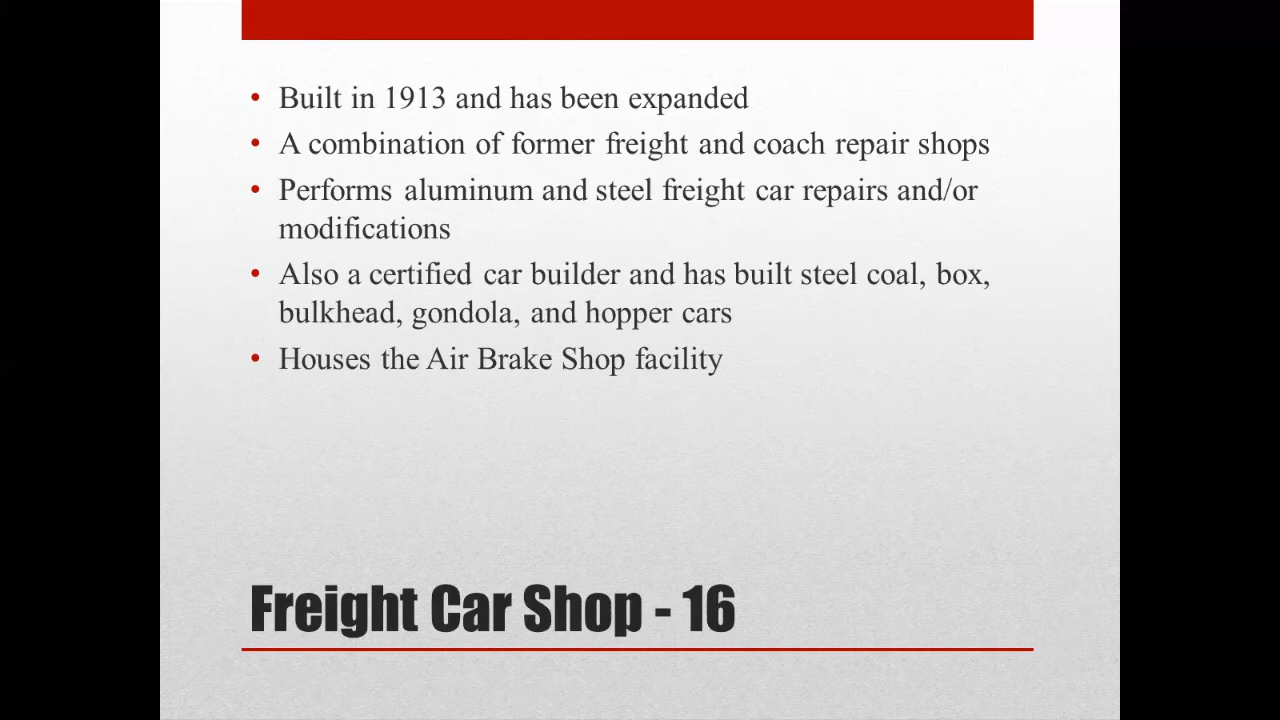 • Built in 1913 and has been expanded
• A combination of former freight and coach repair shops
• Performs aluminum and steel freight car repairs and/or
modifications
• Also a certified car builder and has built steel coal, box,
bulkhead, gondola, and hopper cars
• Houses the Air Brake Shop facility
Freight Car Shop - 16